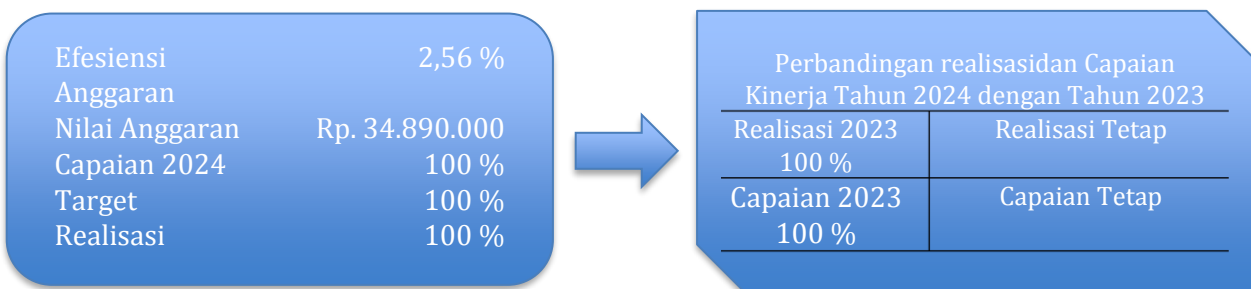 Efesiensi 2,56 %
Anggaran
Nilai Anggaran Rp. 34.890.000
Capaian 2024 100 %
Target 100 %
Realisasi 100 %
Perbandingan realisasidan Capaian
Kinerja Tahun 2024 dengan Tahun 2023
Realisasi 2023 Realisasi Tetap
100 %
Capaian 2023 Capaian Tetap
100 %